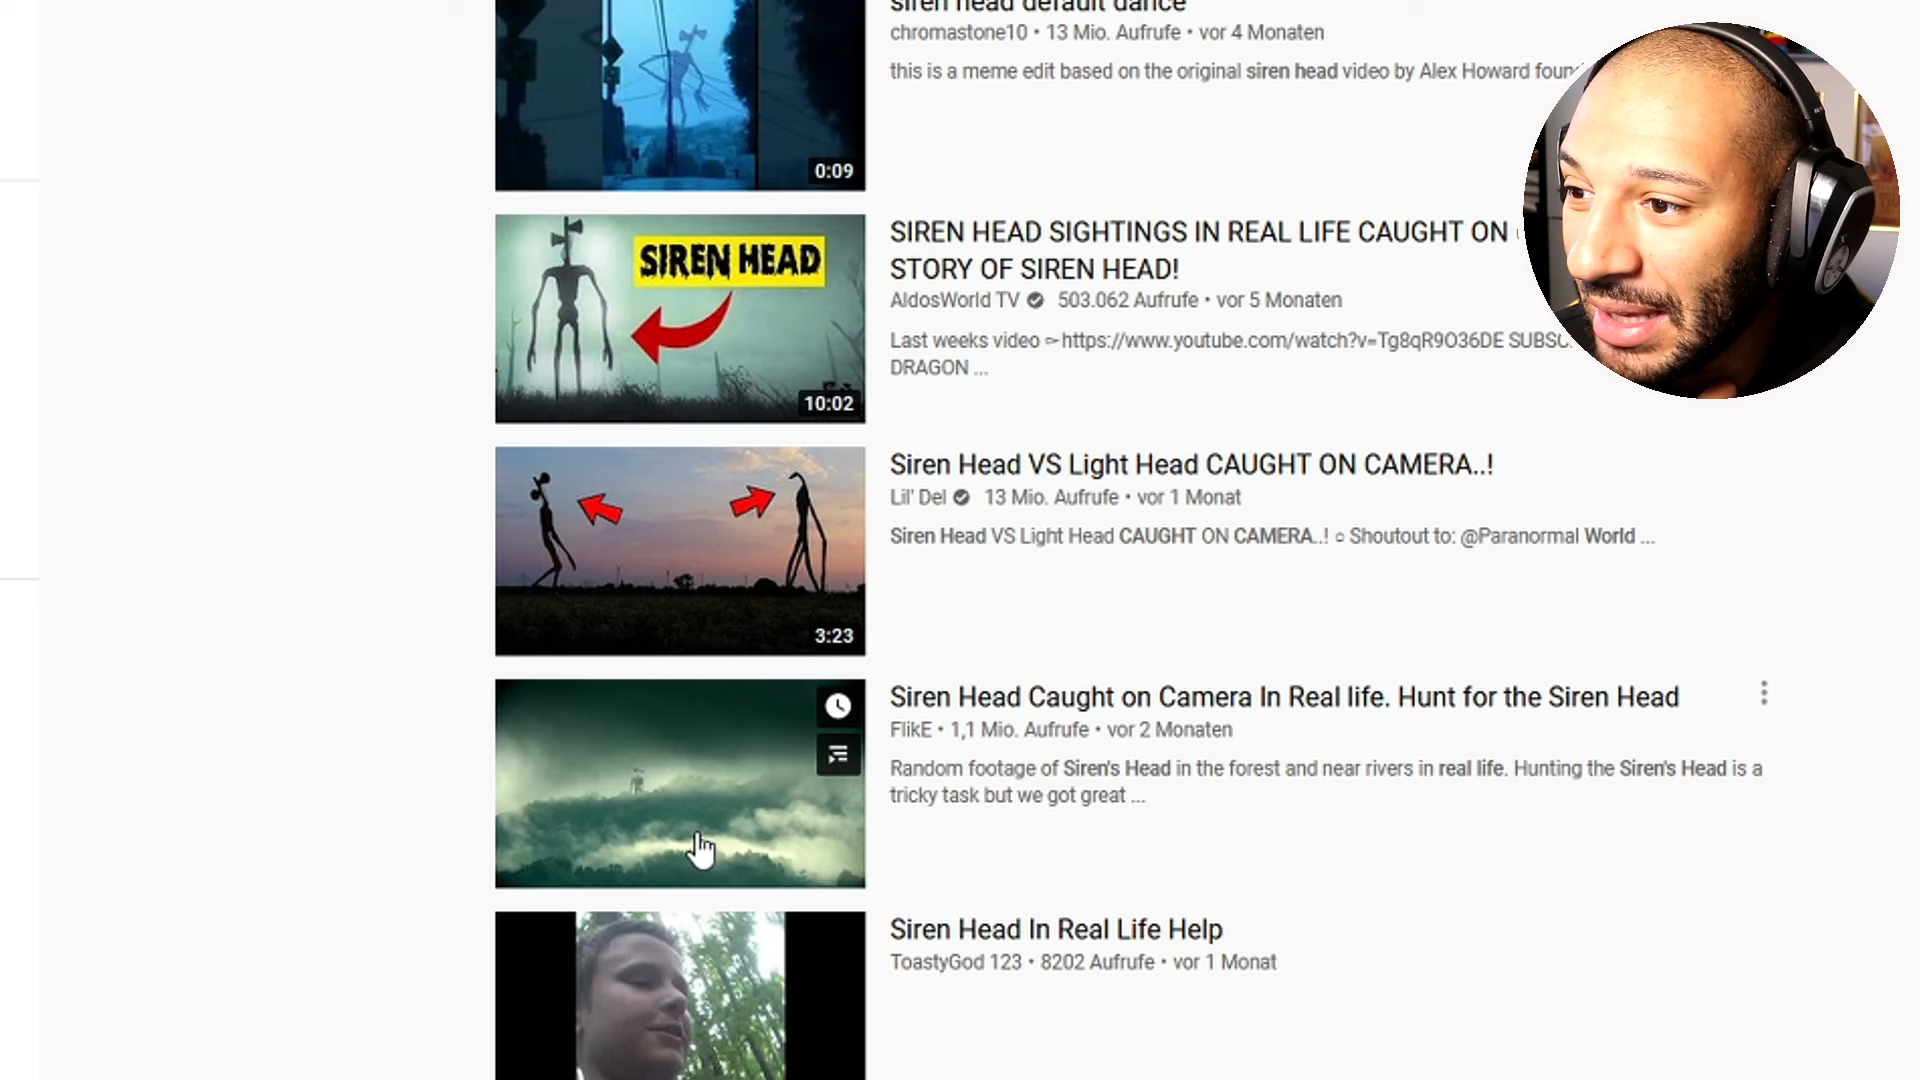 siren head default dance
chromastone10 • 13 Mio. Aufrufe • vor 4 Monaten
this is a meme edit based on the original siren head video by Alex Howard
0:09
SIREN HEAD
10:02
SIREN HEAD SIGHTINGS IN REAL LIFE CAUGHT ON
STORY OF SIREN HEAD!
AldosWorld TV 503.062 Aufrufe • vor 5 Monaten
Last weeks video ➛https://www.youtube.com/watch?v=Tg8qR9O36DE
DRAGON ...
3:23
Siren Head VS Light Head CAUGHT ON CAMERA..!
Lil' Del 13 Mio. Aufrufe • vor 1 Monat
Siren Head VS Light Head CAUGHT ON CAMERA..! ○ Shoutout to: @Paranormal World ...
Siren Head Caught on Camera In Real life. Hunt for the Siren Head
FlikE • 1,1 Mio. Aufrufe • vor 2 Monaten
Random footage of Siren's Head in the forest and near rivers in real life. Hunting the Siren's Head is a
tricky task but we got great ...
Siren Head In Real Life Help
ToastyGod 123 • 8202 Aufrufe • vor 1 Monat